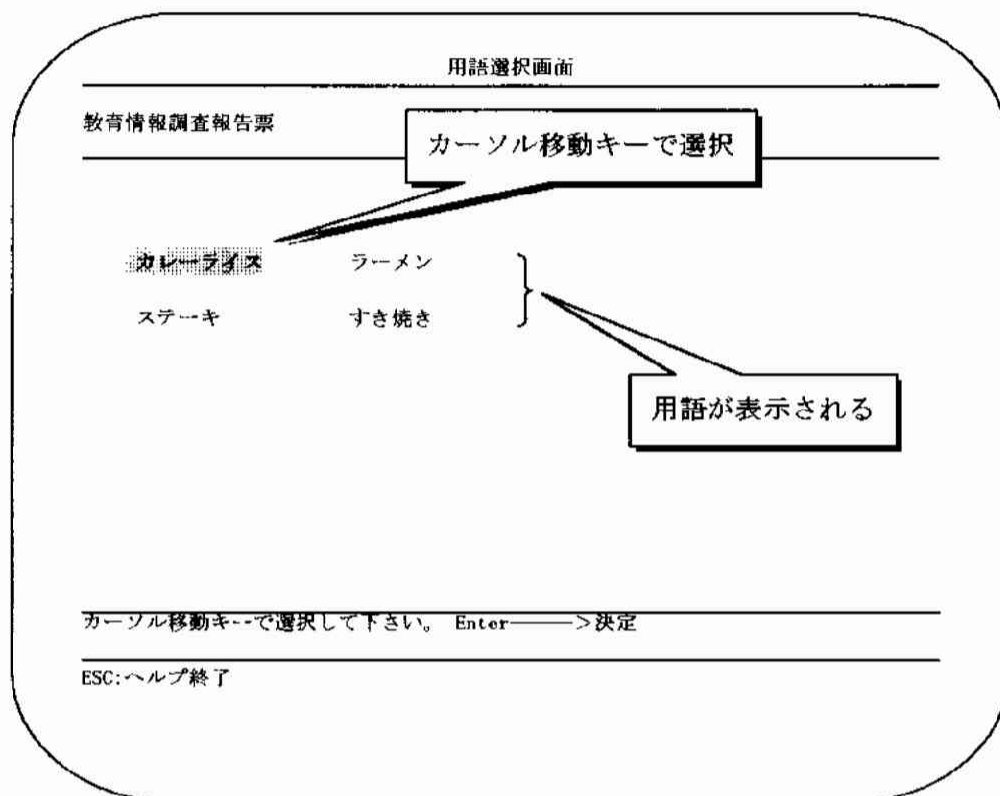 用語選択画面
教育情報調査報告票
カーソル移動キーで選択
カレーライス ラーメン
ステーキ すき焼き
用語が表示される
カーソル移動キーで選択して下さい。 Enter―――>決定
ESC:ヘルプ終了